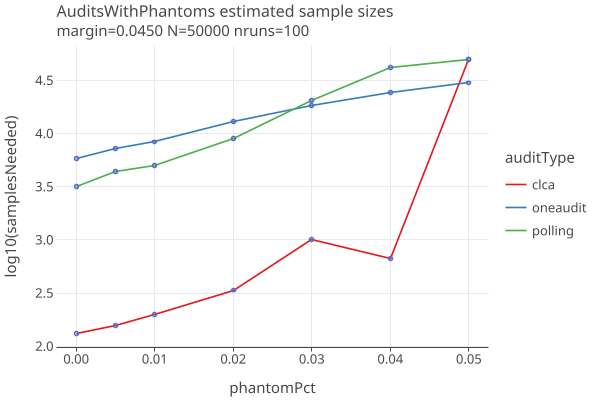 AuditsWithPhantoms estimated sample sizes
margin=0.0450 N=50000 nruns=100
log10(samplesNeeded)
4.5
4.0
3.5
3.0
2.5
2.0
0.00
0.01
0.02
0.03
0.04
0.05
phantomPct
auditType
clca
oneaudit
polling